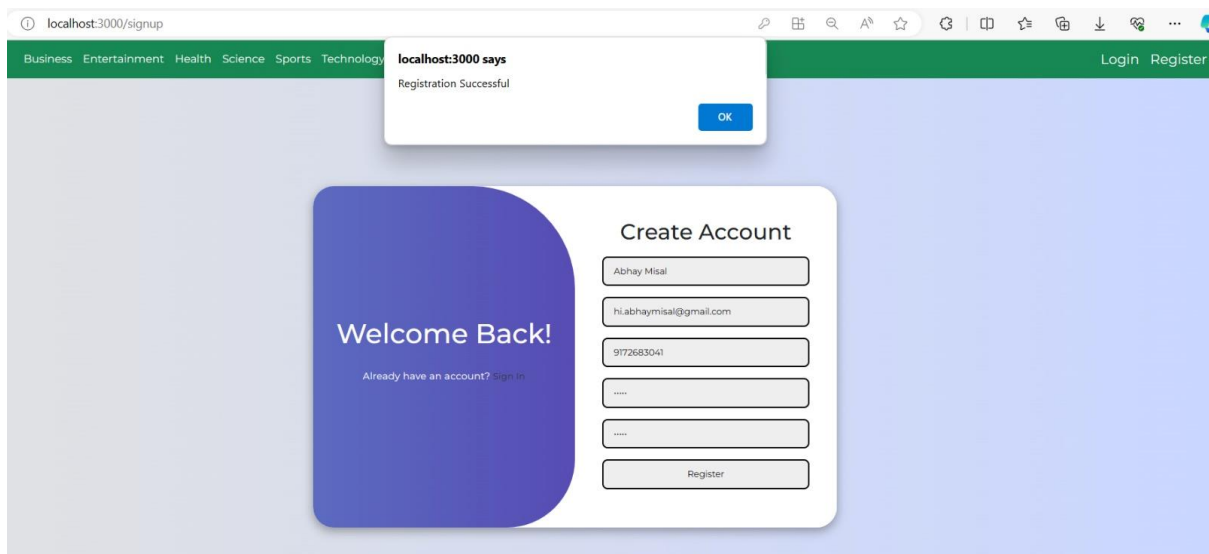 localhost:3000/signup
Business Entertainment Health Science Sports Technology
Login Register
localhost:3000 says
Registration Successful
OK
Welcome Back!
Already have an account? Sign In
Create Account
Abhay Misal
hi.abhaymisal@gmail.com
9172683041
.....
.....
Register